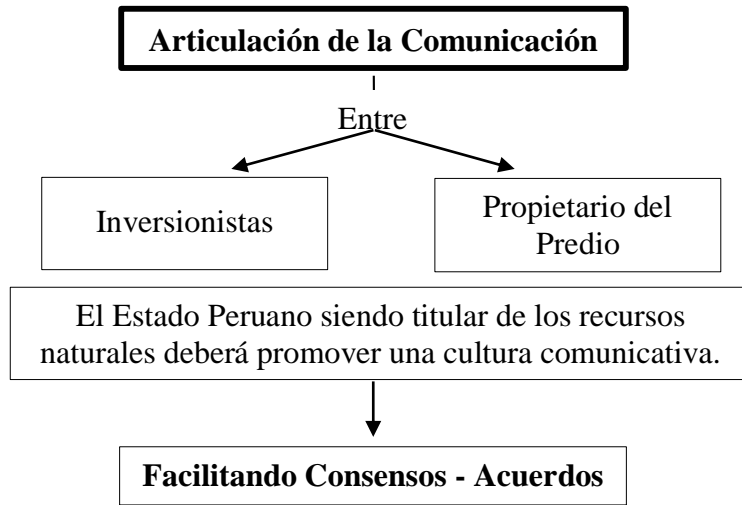 Articulación de la Comunicación
Entre
Inversionistas
Propietario del
Predio
El Estado Peruano siendo titular de los recursos
naturales deberá promover una cultura comunicativa.
Facilitando Consensos - Acuerdos